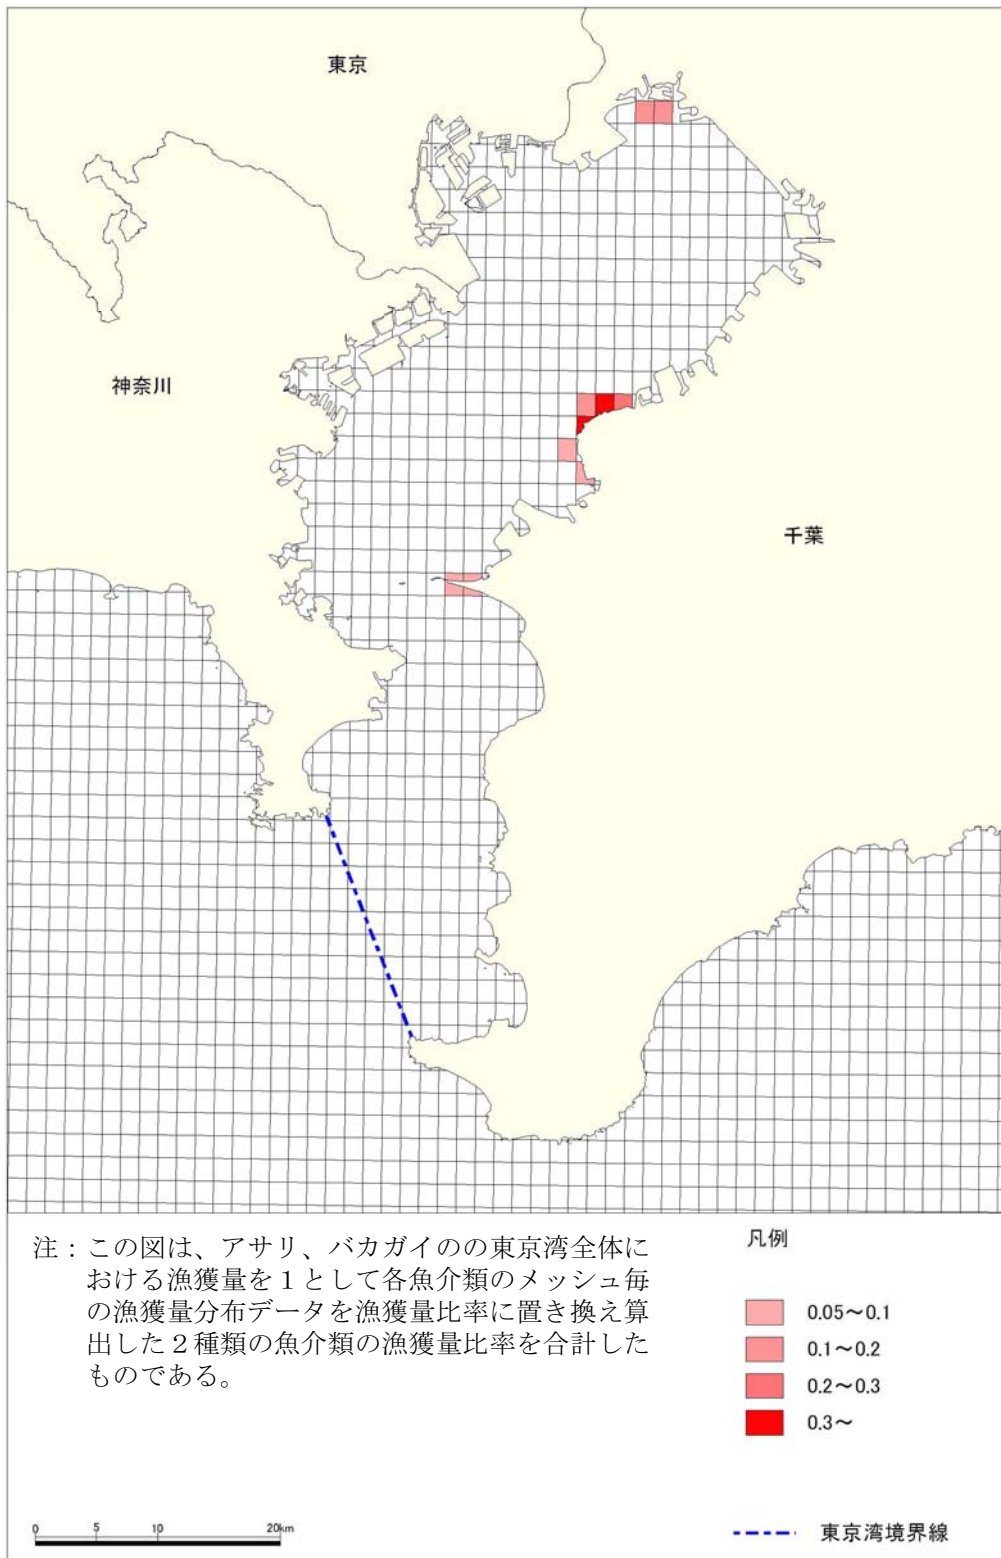 東京
神奈川
千葉
注：この図は、アサリ、バカガイのの東京湾全体に
おける漁獲量を１として各魚介類のメッシュ毎
の漁獲量分布データを漁獲量比率に置き換え算
出した２種類の魚介類の漁獲量比率を合計した
ものである。
凡例
0.05～0.1
0.1～0.2
0.2～0.3
0.3～
0 5 10 20km
東京湾境界線